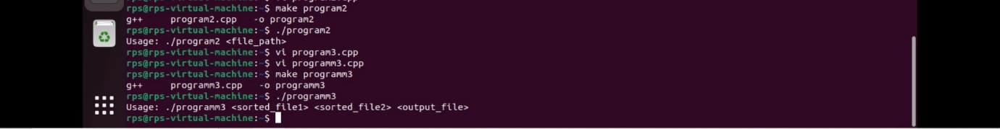 rps@rps-virtual-machine:~$ make program2
g++     program2.cpp   -o program2
rps@rps-virtual-machine:~$ ./program2
Usage: ./program2 <file_path>
rps@rps-virtual-machine:~$ vi program3.cpp
rps@rps-virtual-machine:~$ vi programm3.cpp
rps@rps-virtual-machine:~$ make programm3
g++     programm3.cpp   -o programm3
rps@rps-virtual-machine:~$ ./programm3
Usage: ./programm3 <sorted_file1> <sorted_file2> <output_file>
rps@rps-virtual-machine:~$